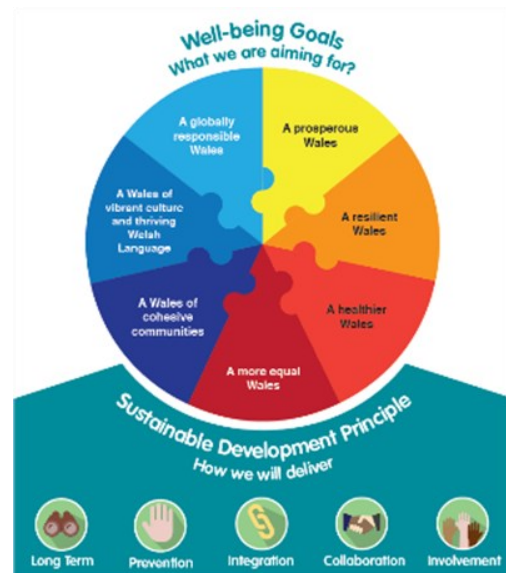 Well-being Goals
What we are aiming for?
A globally
responsible
Wales
A prosperous
Wales
A Wales of
vibrant culture
and thriving
Welsh
Language
A resilient
Wales
A Wales of
cohesive
communities
A healthier
Wales
A more equal
Wales
Sustainable Development Principle
How we will deliver
Long Term
Prevention
Integration
Collaboration
Involvement